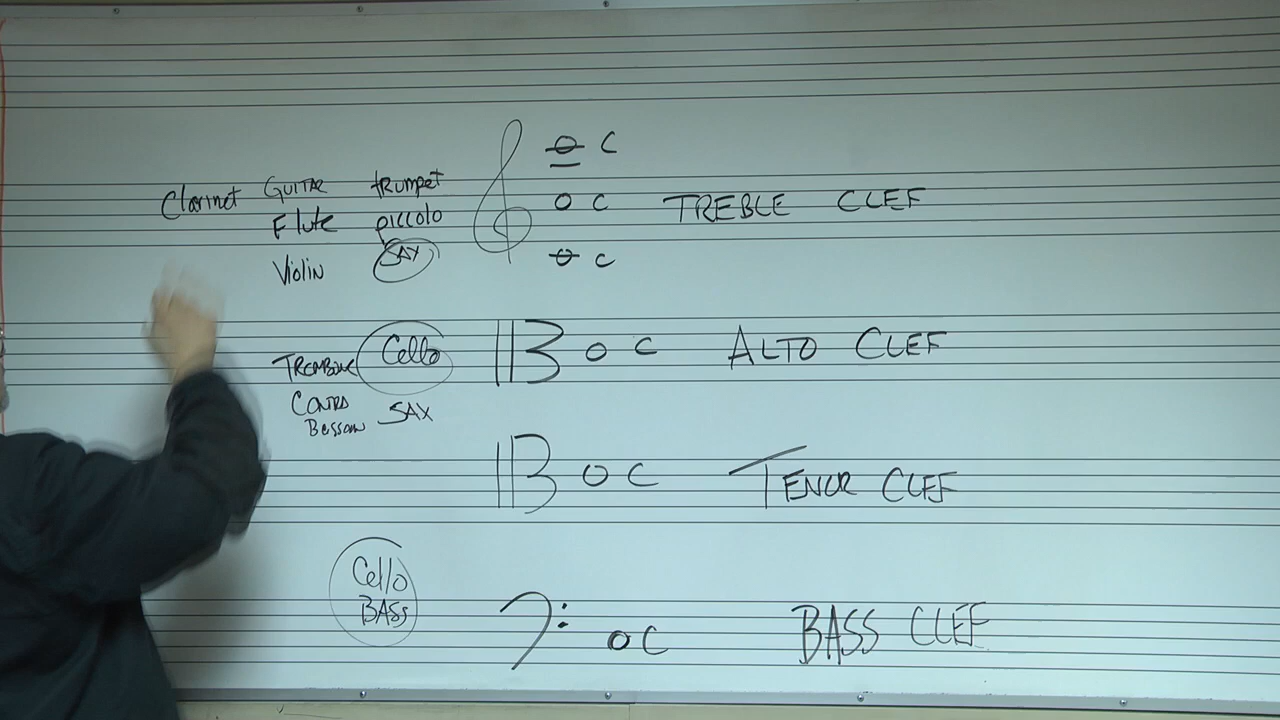 C
Clarinet GUITAR trumpet
Flute piccolo C TREBLE CLEF
Violin SAX C
TROMBONE Cello C ALTO CLEF
CONTRA SAX
Bessoon
C TENOR CLEF
Cello
BASS C BASS CLEF